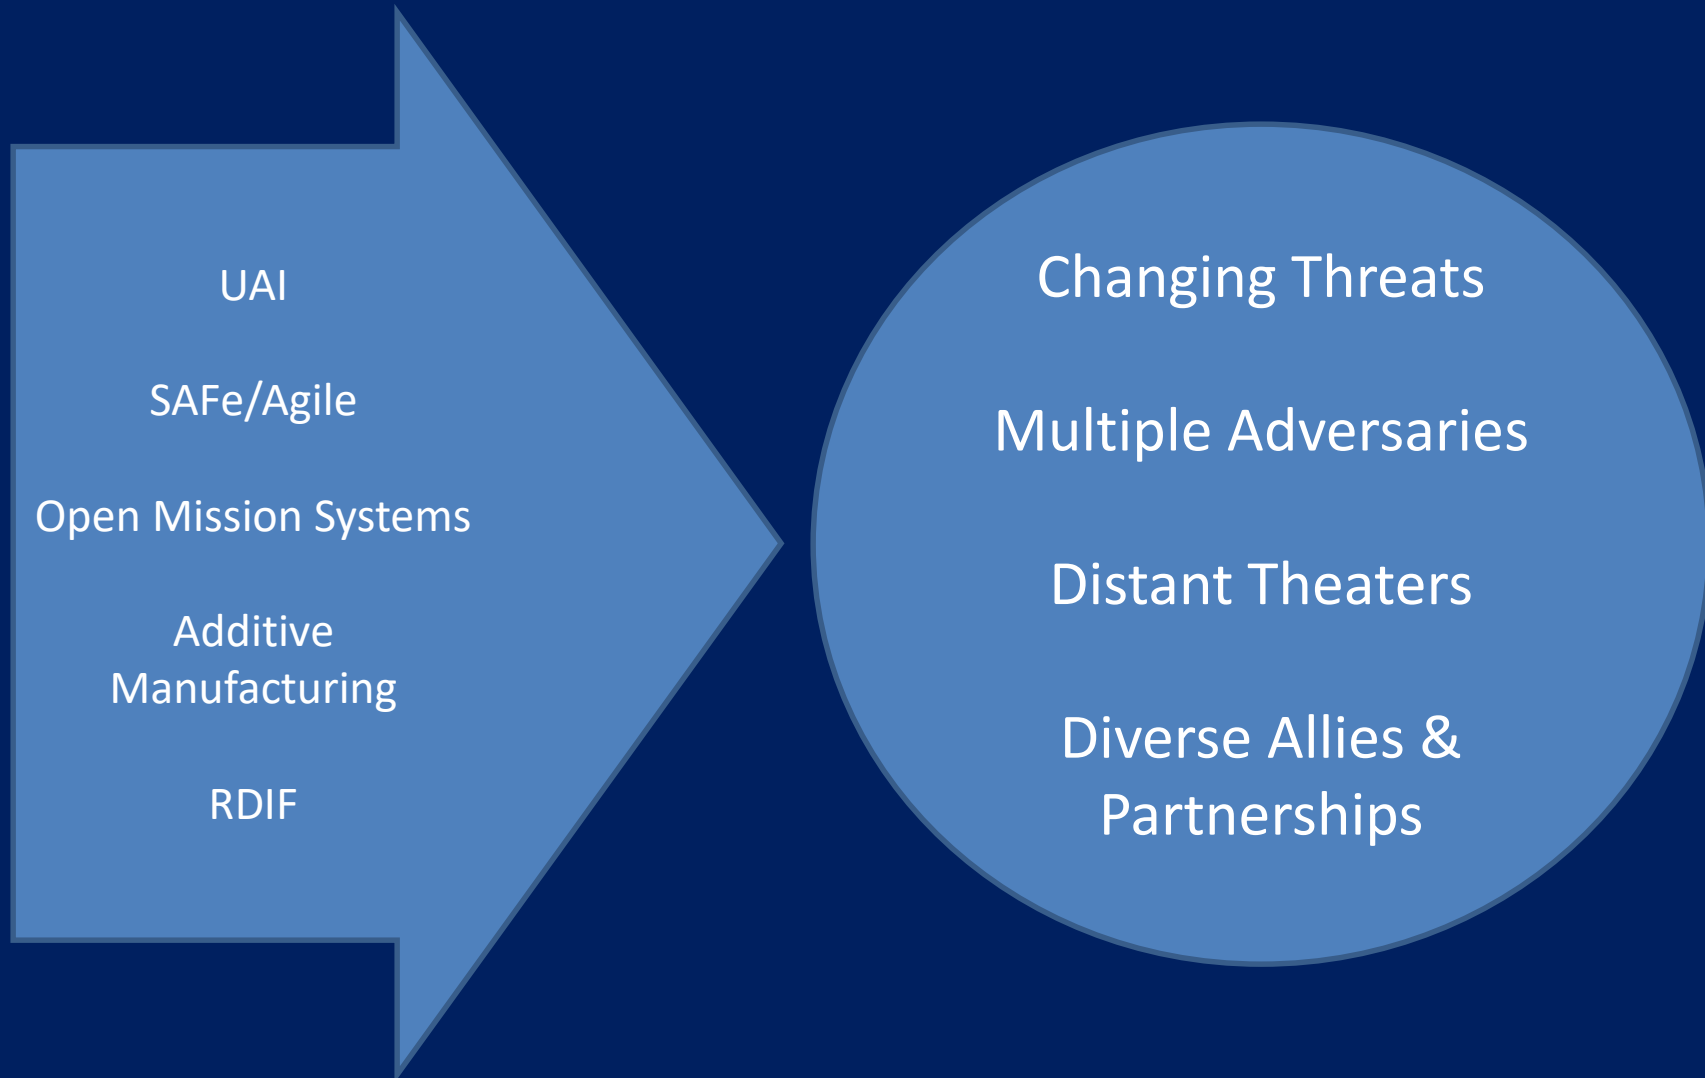 UAI
SAFe/Agile
Open Mission Systems
Additive
Manufacturing
RDIF
Changing Threats
Multiple Adversaries
Distant Theaters
Diverse Allies &
Partnerships